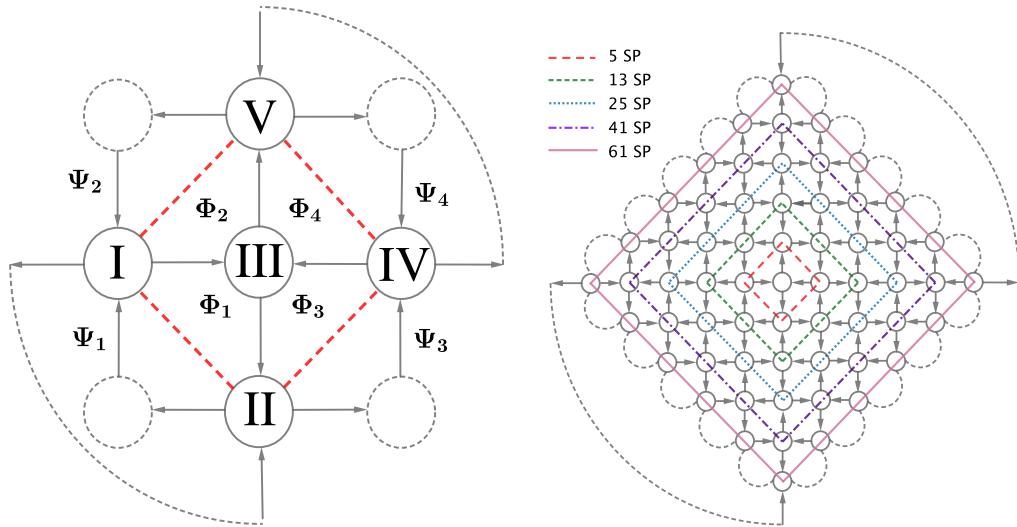 V
Ψ₂
Φ₂ Φ₄
Ψ₄
I III IV
Φ₁ Φ₃
Ψ₁
Ψ₃
II
5 SP
13 SP
25 SP
41 SP
61 SP